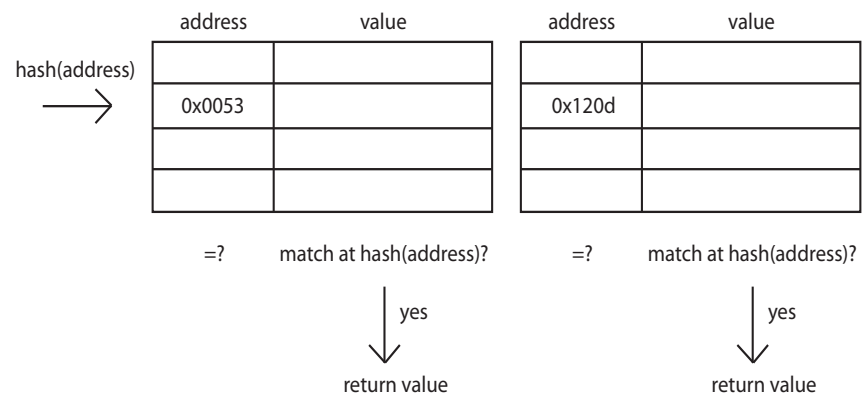 address value address value
hash(address)
0x0053 0x120d
=? match at hash(address)? =? match at hash(address)?
yes yes
return value return value